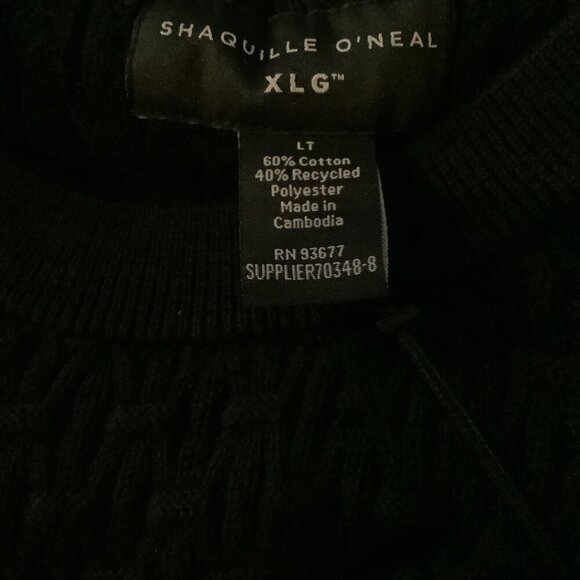 SHAQUILLE O'NEAL
XLG™
LT
60% Cotton
40% Recycled
Polyester
Made in
Cambodia
RN 93677
SUPPLIER70348-8